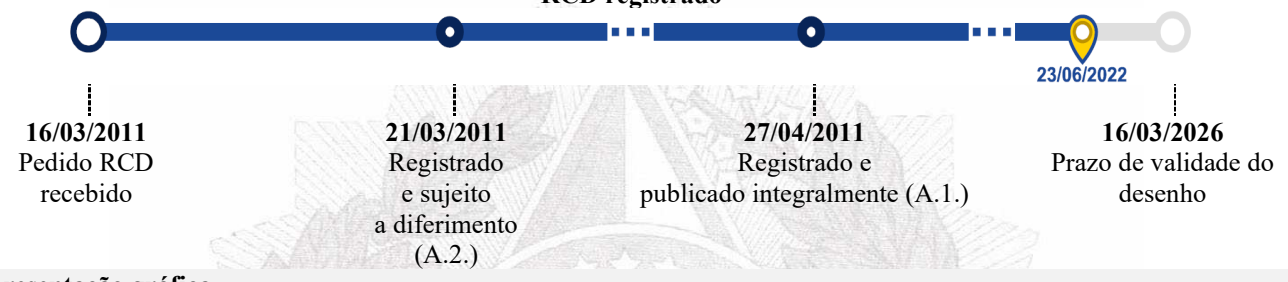 RCD registrado
23/06/2022
16/03/2011
Pedido RCD
recebido
21/03/2011
Registrado
e sujeito
a diferimento
(A.2.)
27/04/2011
Registrado e
publicado integralmente (A.1.)
16/03/2026
Prazo de validade do
desenho